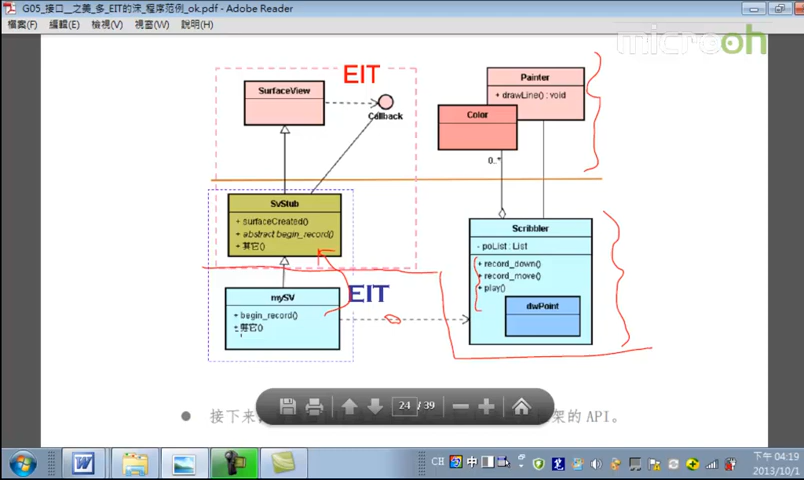 G05_接口__之美_多_EIT的沫_程序范例_ok.pdf - Adobe Reader
檔案(F) 編輯(E) 檢視(V) 視窗(W) 說明(H)
microoh
EIT
SurfaceView
Callback
Painter
+ drawLine() : void
Color
0..*
SvStub
+ surfaceCreated()
+ abstract begin_record()
+ 其它()
Scribbler
- poList : List
+ record_down()
+ record_move()
+ play()
dwPoint
EIT
mySV
+ begin_record()
+ 其它()
24 / 39
● 接下来 架的 API。
CH 中
下午 04:19
2013/10/1